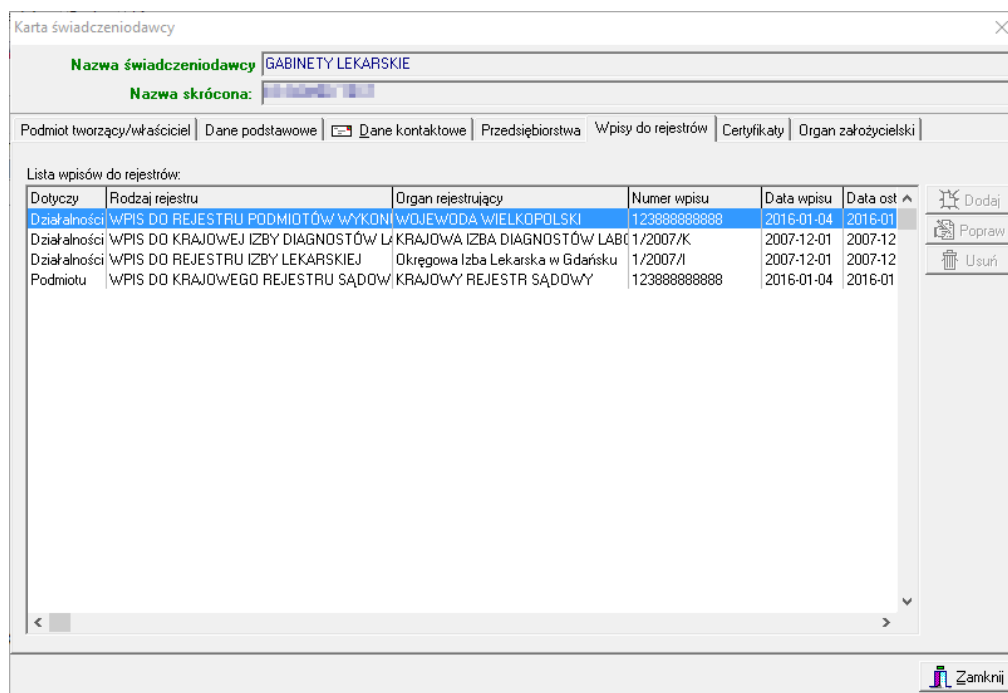 Karta świadczeniodawcy
Nazwa świadczeniodawcy GABINETY LEKARSKIE
Nazwa skrócona:
Podmiot tworzący/właściciel Dane podstawowe Dane kontaktowe Przedsiębiorstwa Wpisy do rejestrów Certyfikaty Organ założycielski
Lista wpisów do rejestrów:
Dotyczy Rodzaj rejestru Organ rejestrujący Numer wpisu Data wpisu Data ost Dodaj
Działalności WPIS DO REJESTRU PODMIOTÓW WYKON WOJEWODA WIELKOPOLSKI 123888888888 2016-01-04 2016-01
Działalności WPIS DO KRAJOWEJ IZBY DIAGNOSTÓW LA KRAJOWA IZBA DIAGNOSTÓW LABO 1/2007/K 2007-12-01 2007-12 Popraw
Działalności WPIS DO REJESTRU IZBY LEKARSKIEJ Okręgowa Izba Lekarska w Gdańsku 1/2007/I 2007-12-01 2007-12 Usuń
Podmiotu WPIS DO KRAJOWEGO REJESTRU SĄDOW KRAJOWY REJESTR SĄDOWY 123888888888 2016-01-04 2016-01
Zamknij